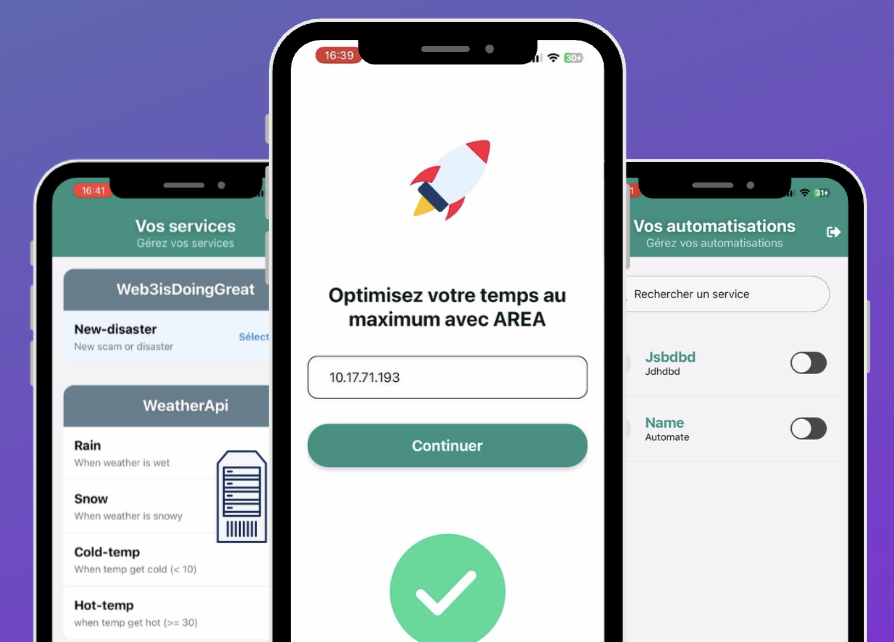 16:41
Vos services
Gérez vos services
Web3isDoingGreat
New-disaster
New scam or disaster
Sélect
WeatherApi
Rain
When weather is wet
Snow
When weather is snowy
Cold-temp
When temp get cold (< 10)
Hot-temp
when temp get hot (>= 30)
16:39
30+
Optimisez votre temps au
maximum avec AREA
10.17.71.193
Continuer
1
31+
Vos automatisations
Gérez vos automatisations
Rechercher un service
Jsbdbd
Jdhdbd
Name
Automate